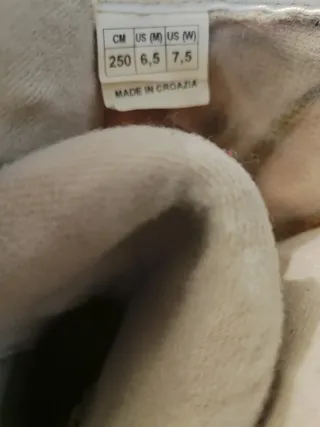 CM US (M) US (W)
250 6,5 7,5
MADE IN CROAZIA